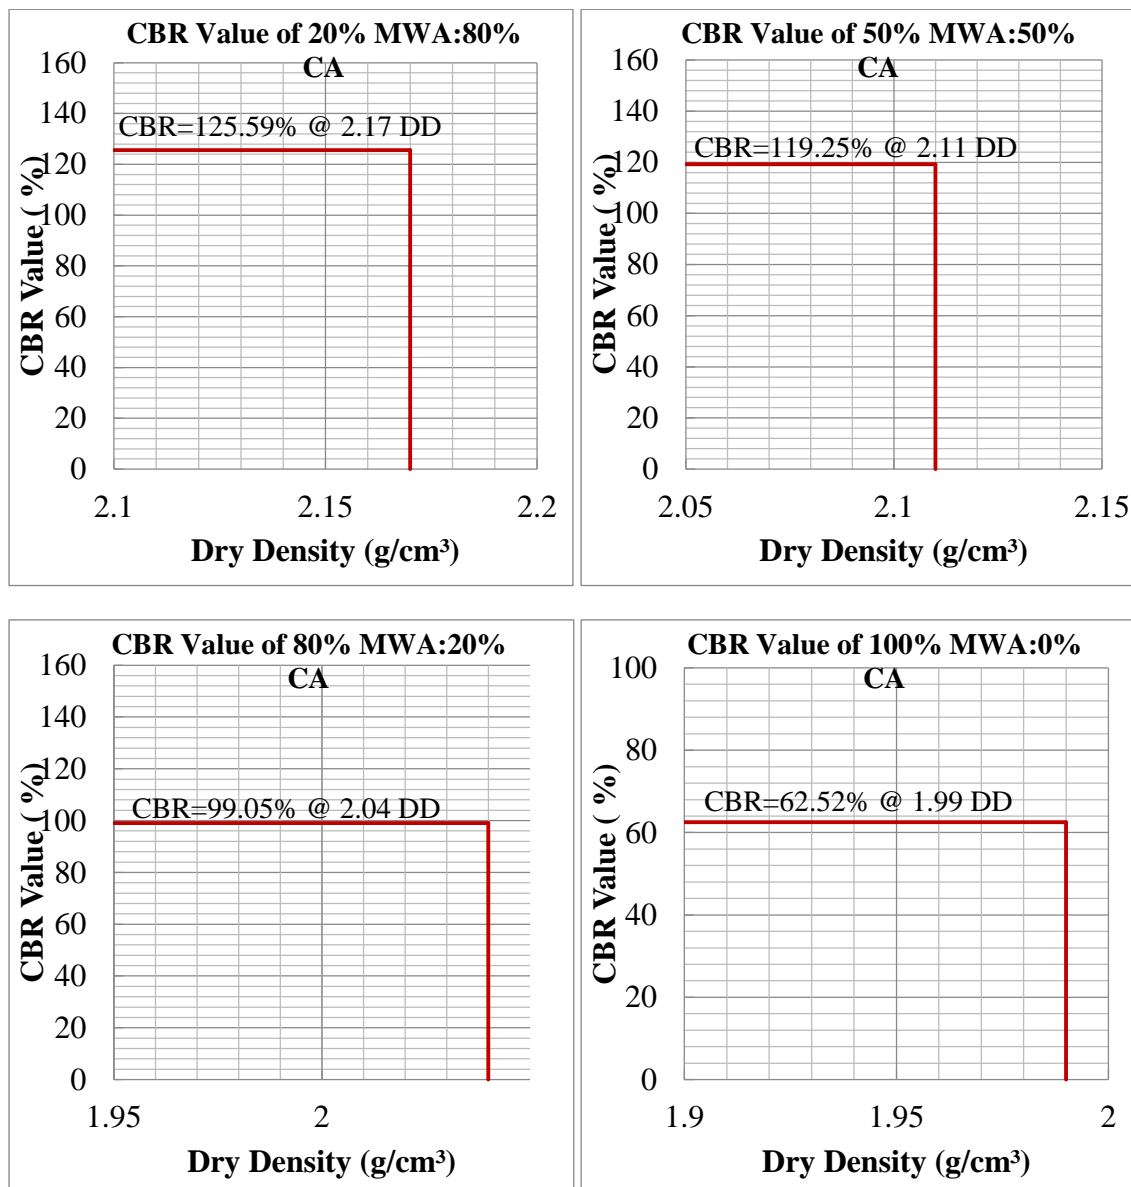 CBR Value of 20% MWA:80%
CA
160
140
120
100
80
60
40
20
0
CBR Value ( %)
CBR=125.59% @ 2.17 DD
2.1
2.15
2.2
Dry Density (g/cm³)
CBR Value of 50% MWA:50%
CA
160
140
120
100
80
60
40
20
0
CBR Value ( %)
CBR=119.25% @ 2.11 DD
2.05
2.1
2.15
Dry Density (g/cm³)
CBR Value of 80% MWA:20%
CA
160
140
120
100
80
60
40
20
0
CBR Value ( %)
CBR=99.05% @ 2.04 DD
1.95
2
Dry Density (g/cm³)
CBR Value of 100% MWA:0%
CA
100
80
60
40
20
0
CBR Value ( %)
CBR=62.52% @ 1.99 DD
1.9
1.95
2
Dry Density (g/cm³)